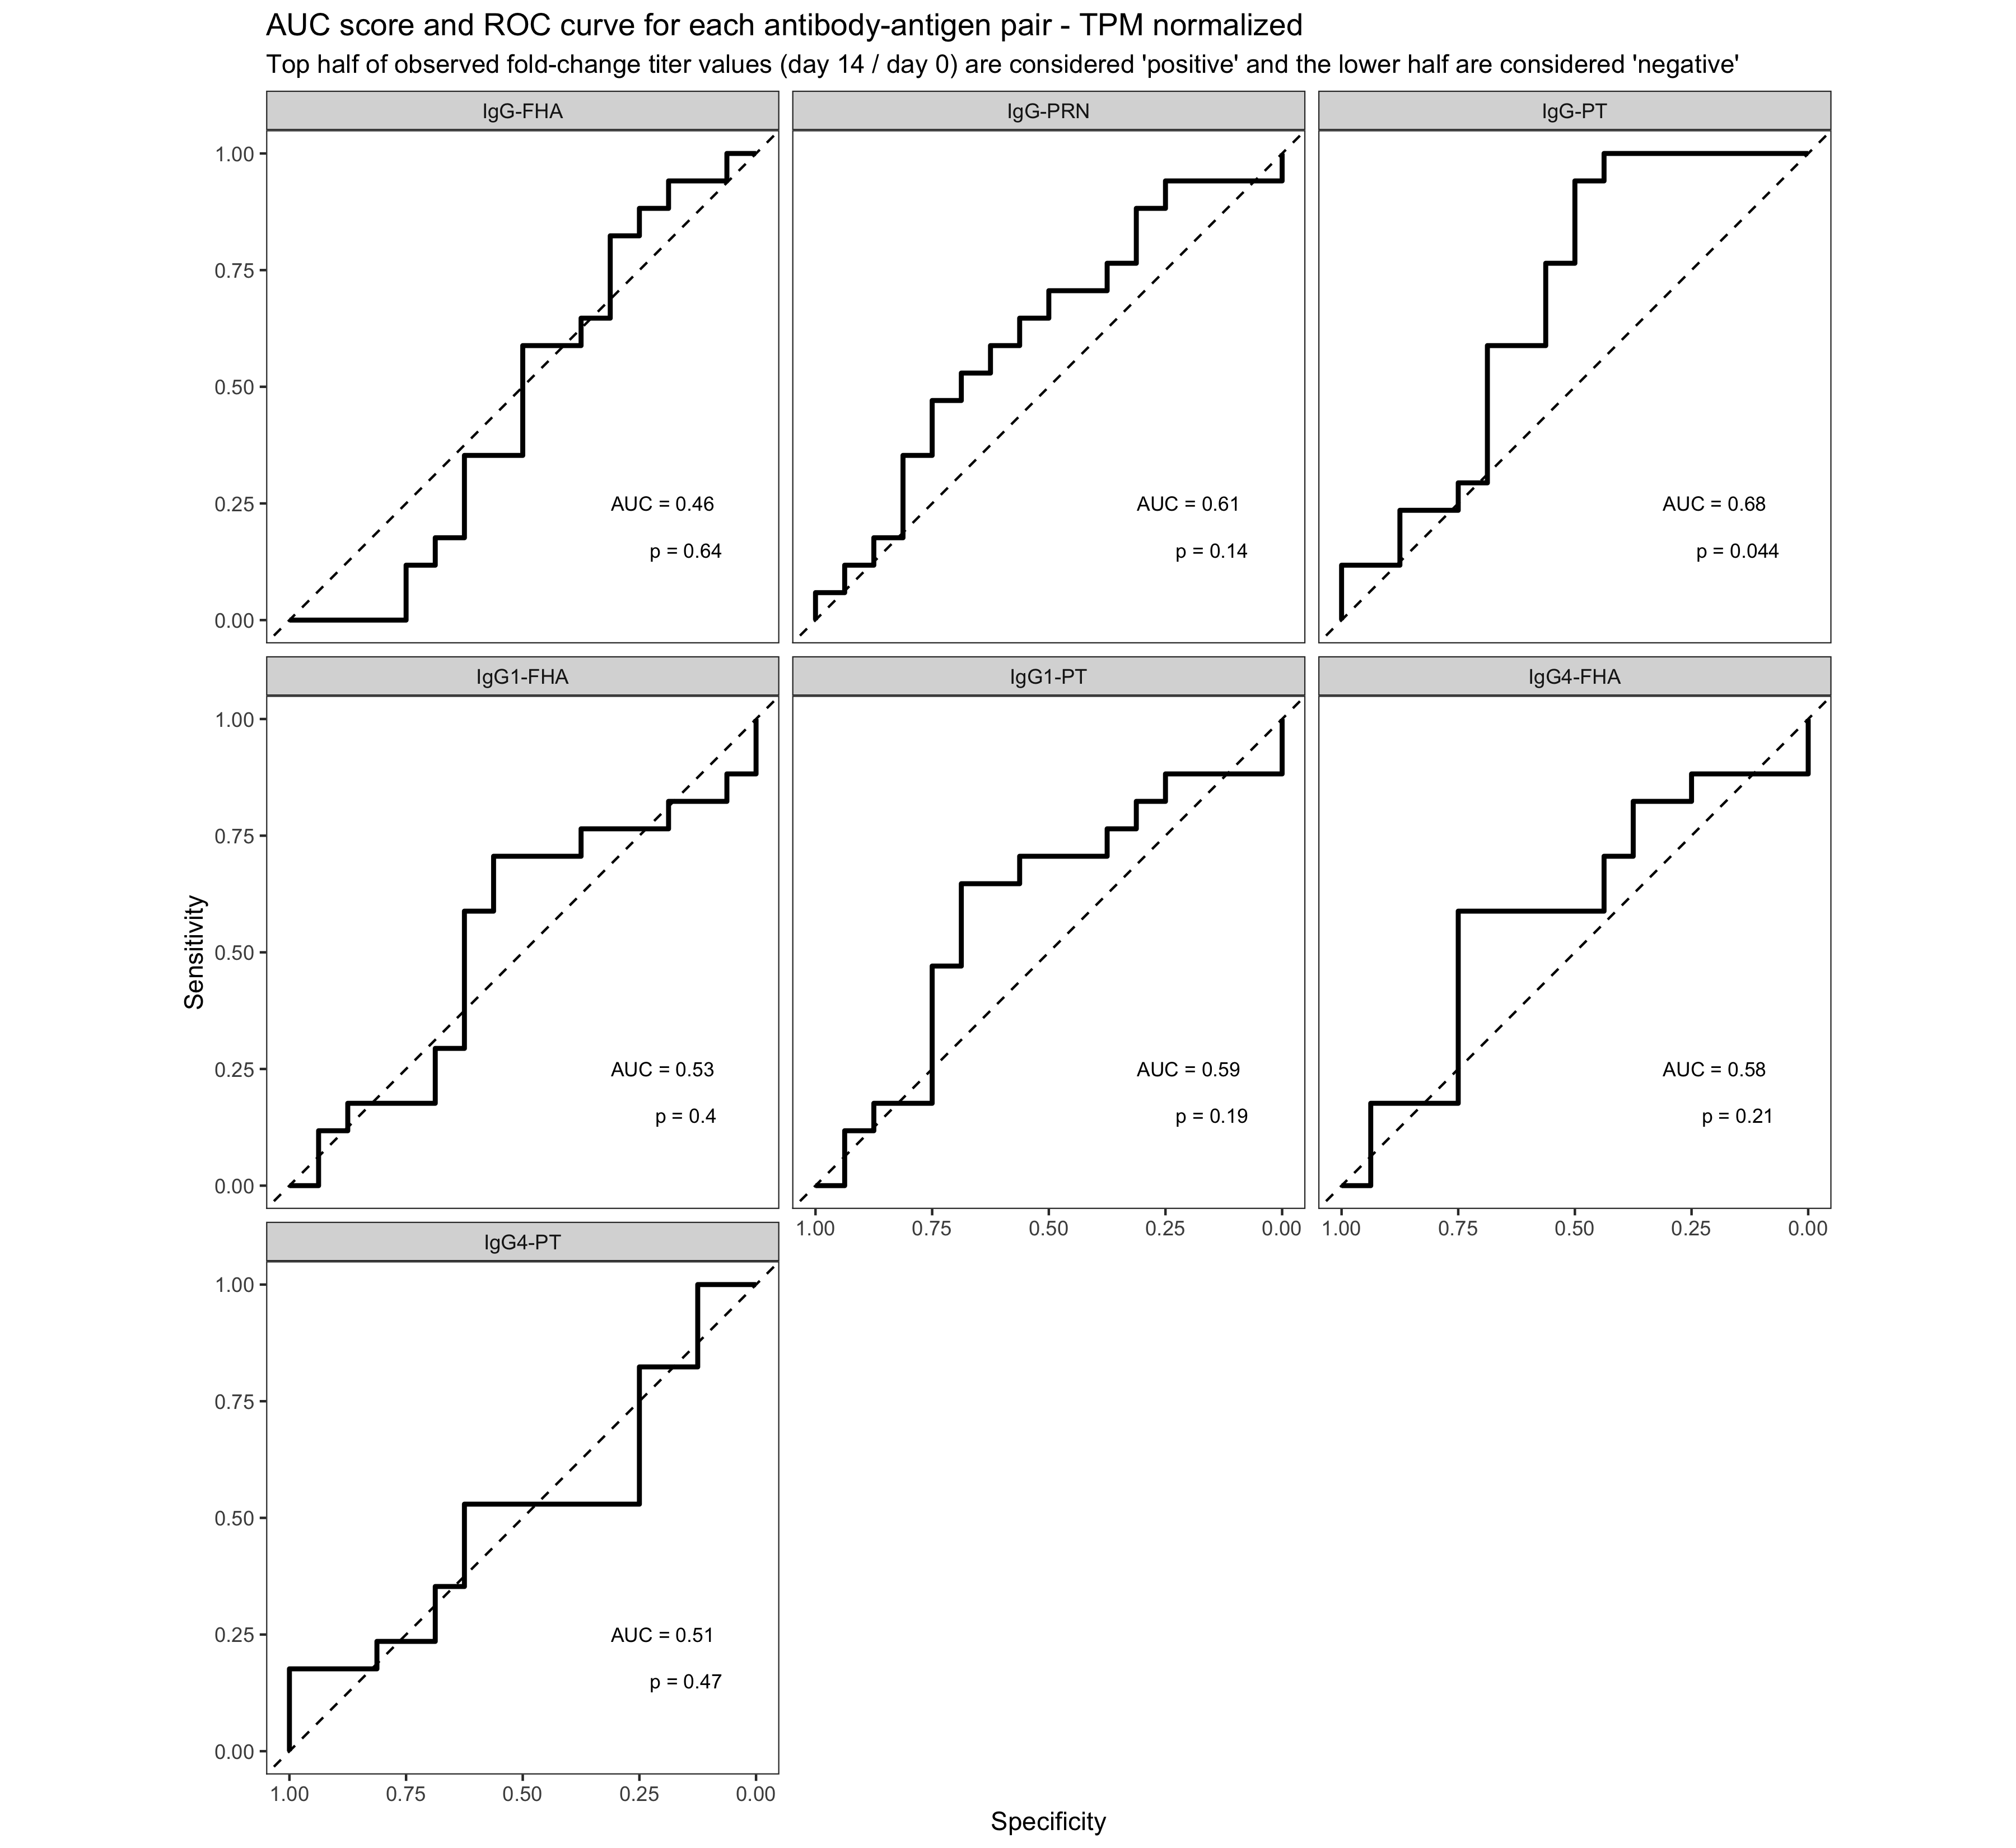 AUC score and ROC curve for each antibody-antigen pair - TPM normalized
Top half of observed fold-change titer values (day 14 / day 0) are considered 'positive' and the lower half are considered 'negative'
IgG-FHA
IgG-PRN
IgG-PT
1.00
0.75
0.50
0.25
0.00
AUC = 0.46
p = 0.64
AUC = 0.61
p = 0.14
AUC = 0.68
p = 0.044
IgG1-FHA
IgG1-PT
IgG4-FHA
Sensitivity
1.00
0.75
0.50
0.25
0.00
AUC = 0.53
p = 0.4
AUC = 0.59
p = 0.19
AUC = 0.58
p = 0.21
1.00 0.75 0.50 0.25 0.00
1.00 0.75 0.50 0.25 0.00
IgG4-PT
1.00
0.75
0.50
0.25
0.00
AUC = 0.51
p = 0.47
1.00 0.75 0.50 0.25 0.00
Specificity